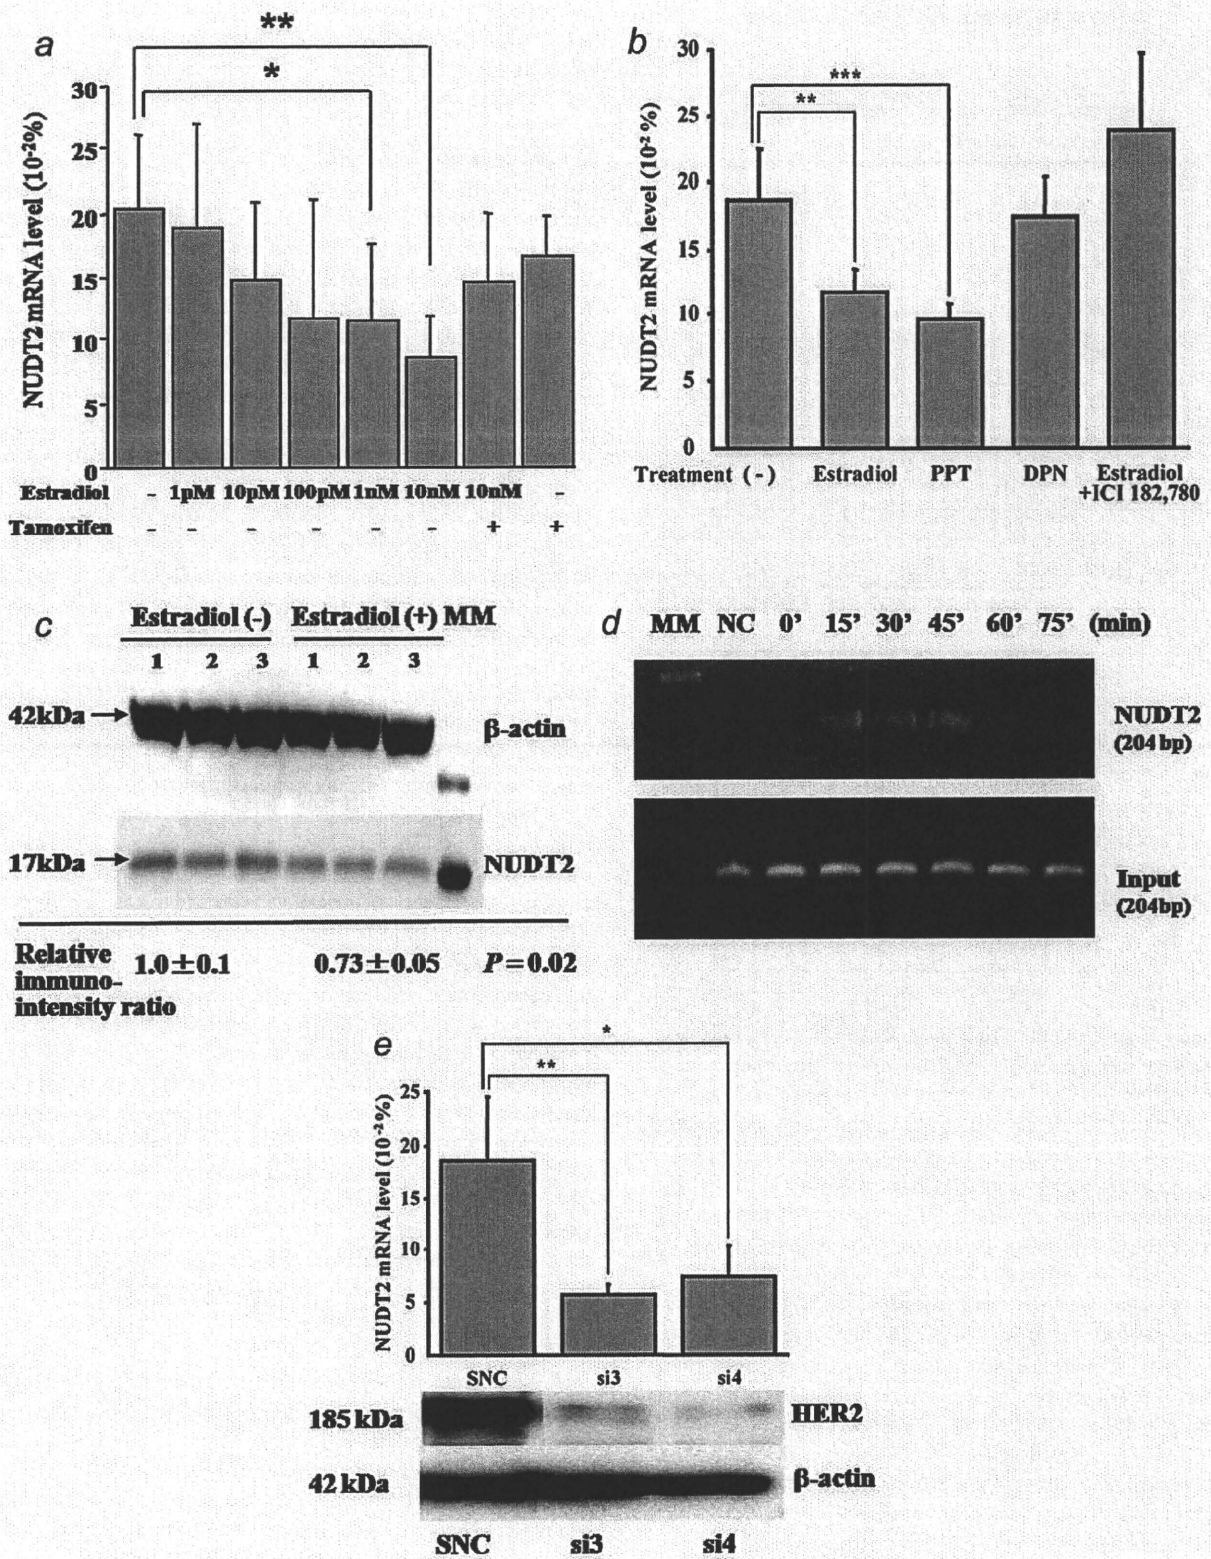 a
**
*
NUDT2 mRNA level (10-2%)
30
25
20
15
10
5
0
Estradiol - 1pM 10pM 100pM 1nM 10nM 10nM -
Tamoxifen - - - - - - + +
b
***
**
NUDT2 mRNA level (10-2 %)
30
25
20
15
10
5
0
Treatment (-) Estradiol PPT DPN Estradiol
+ICI 182,780
c
Estradiol (-) Estradiol (+) MM
1 2 3 1 2 3
42kDa
β-actin
17kDa
NUDT2
Relative
immuno-
intensity ratio
1.0±0.1 0.73±0.05 P=0.02
d
MM NC 0' 15' 30' 45' 60' 75' (min)
NUDT2
(204 bp)
Input
(204bp)
e
*
**
NUDT2 mRNA level (10-2 %)
25
20
15
10
5
0
SNC si3 si4
185 kDa
HER2
42 kDa
β-actin
SNC si3 si4